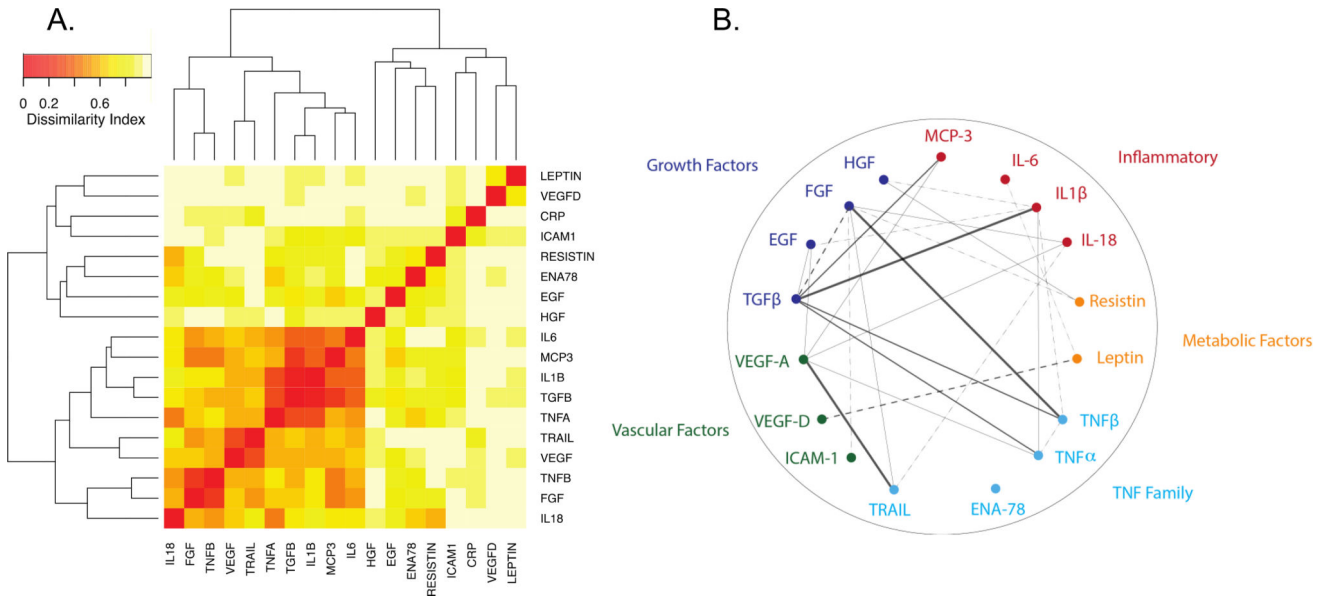 A.
0 0.2 0.6
Dissimilarity Index
LEPTIN
VEGFD
CRP
ICAM1
RESISTIN
ENA78
EGF
HGF
IL6
MCP3
IL1B
TGFB
TNFA
TRAIL
VEGF
TNFB
FGF
IL18
IL18
FGF
TNFB
VEGF
TRAIL
TNFA
TGFB
IL1B
MCP3
IL6
HGF
EGF
ENA78
RESISTIN
ICAM1
CRP
VEGFD
LEPTIN
B.
Growth Factors
Inflammatory
Metabolic Factors
TNF Family
Vascular Factors
MCP-3
IL-6
IL1β
IL-18
Resistin
Leptin
TNFβ
TNFα
ENA-78
TRAIL
ICAM-1
VEGF-D
VEGF-A
TGFβ
EGF
FGF
HGF